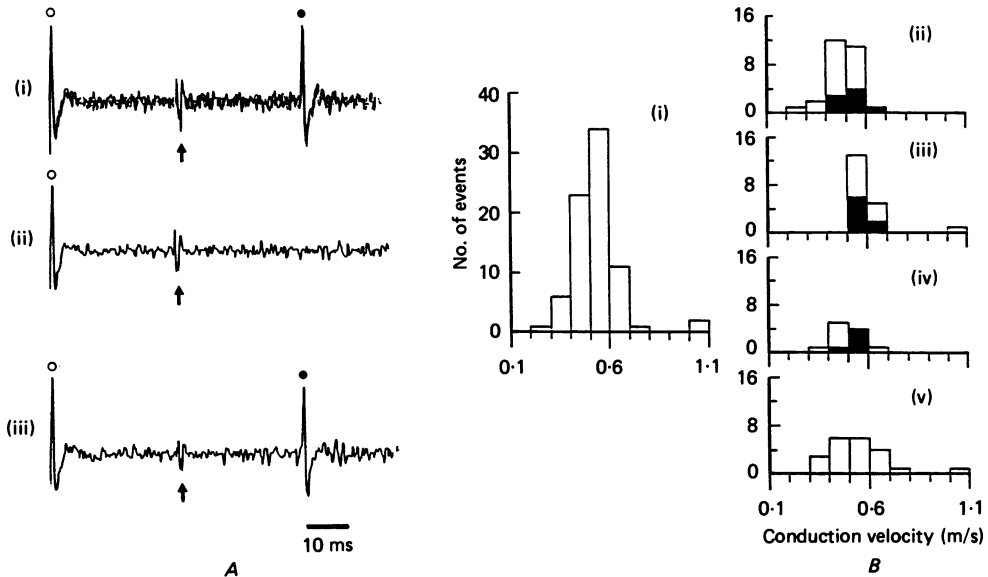 (i)
(ii)
(iii)
10 ms
A
No. of events
40
30
20
10
0
0·1
0·6
1·1
(i)
16
8
0
(ii)
16
8
0
(iii)
16
8
0
(iv)
16
8
0
(v)
0·1
0·6
1·1
Conduction velocity (m/s)
B